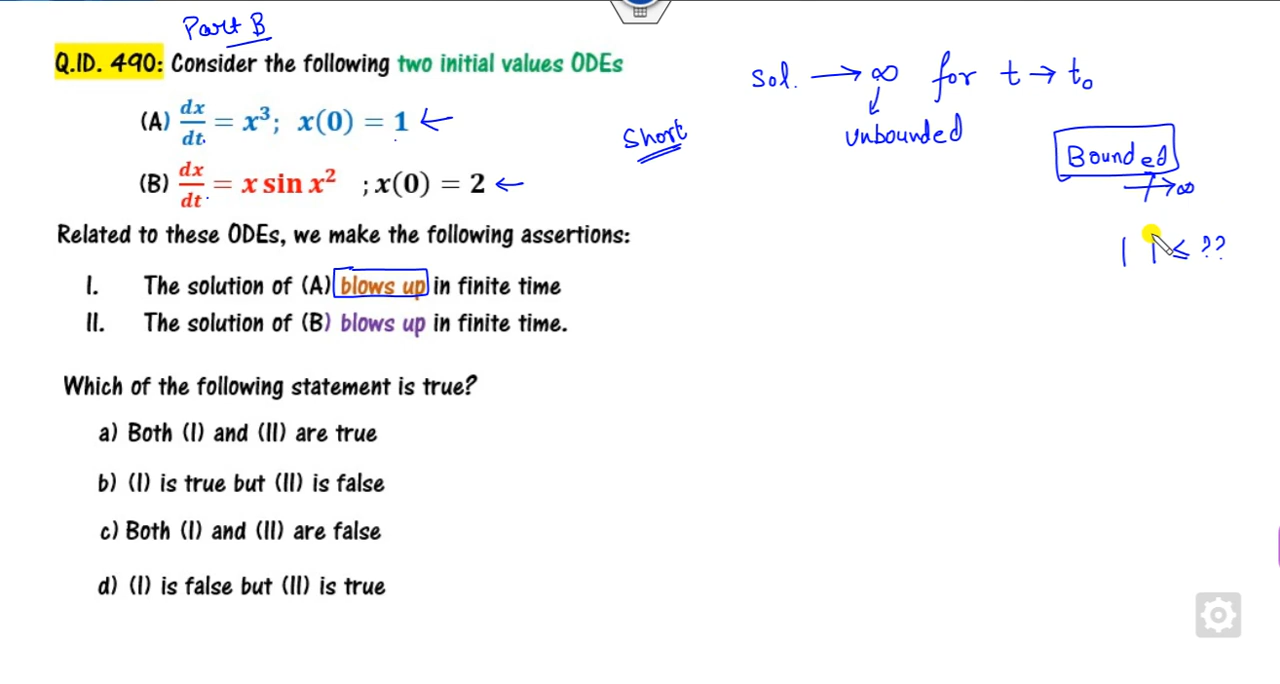 Part B
Q.ID. 490: Consider the following two initial values ODEs
(A) dx/dt = x³; x(0) = 1 ←
(B) dx/dt = x sin x² ; x(0) = 2 ←
Related to these ODEs, we make the following assertions:
I. The solution of (A) blows up in finite time
II. The solution of (B) blows up in finite time.
Which of the following statement is true?
a) Both (I) and (II) are true
b) (I) is true but (II) is false
c) Both (I) and (II) are false
d) (I) is false but (II) is true
Short
sol. → ∞ for t → t₀
↓
unbounded
Bounded
↛ ∞
| | ≤ ??